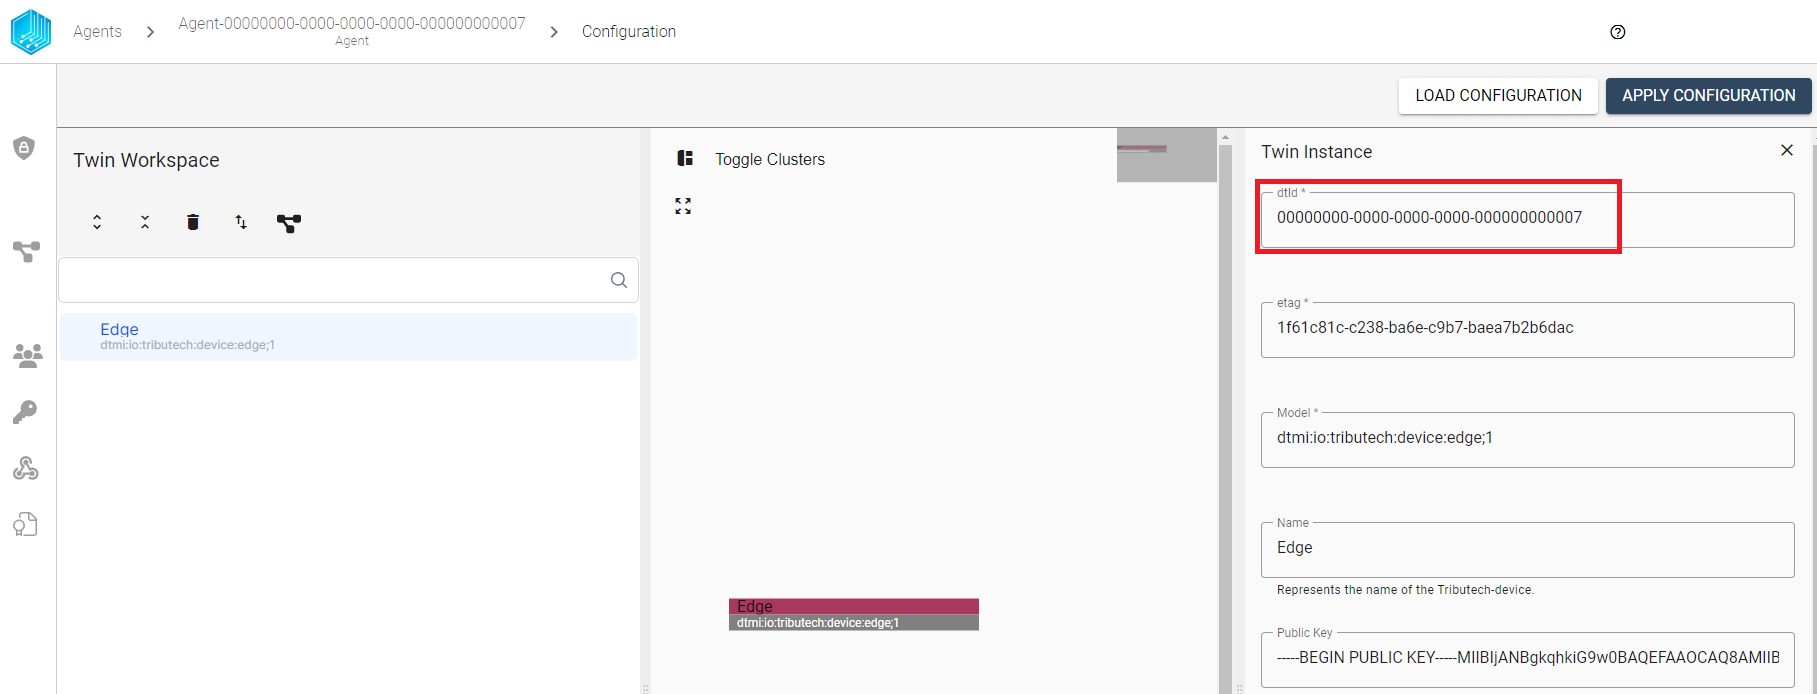 Agents
Agent-00000000-0000-0000-0000-000000000007
Agent
Configuration
LOAD CONFIGURATION
APPLY CONFIGURATION
Twin Workspace
Edge
dtmi:io:tributech:device:edge;1
Toggle Clusters
Edge
dtmi:io:tributech:device:edge;1
Twin Instance
dtId *
00000000-0000-0000-0000-000000000007
etag *
1f61c81c-c238-ba6e-c9b7-baea7b2b6dac
Model *
dtmi:io:tributech:device:edge;1
Name
Edge
Represents the name of the Tributech-device.
Public Key
-----BEGIN PUBLIC KEY-----MIIBIjANBgkqhkiG9w0BAQEFAAOCAQ8AMIIB